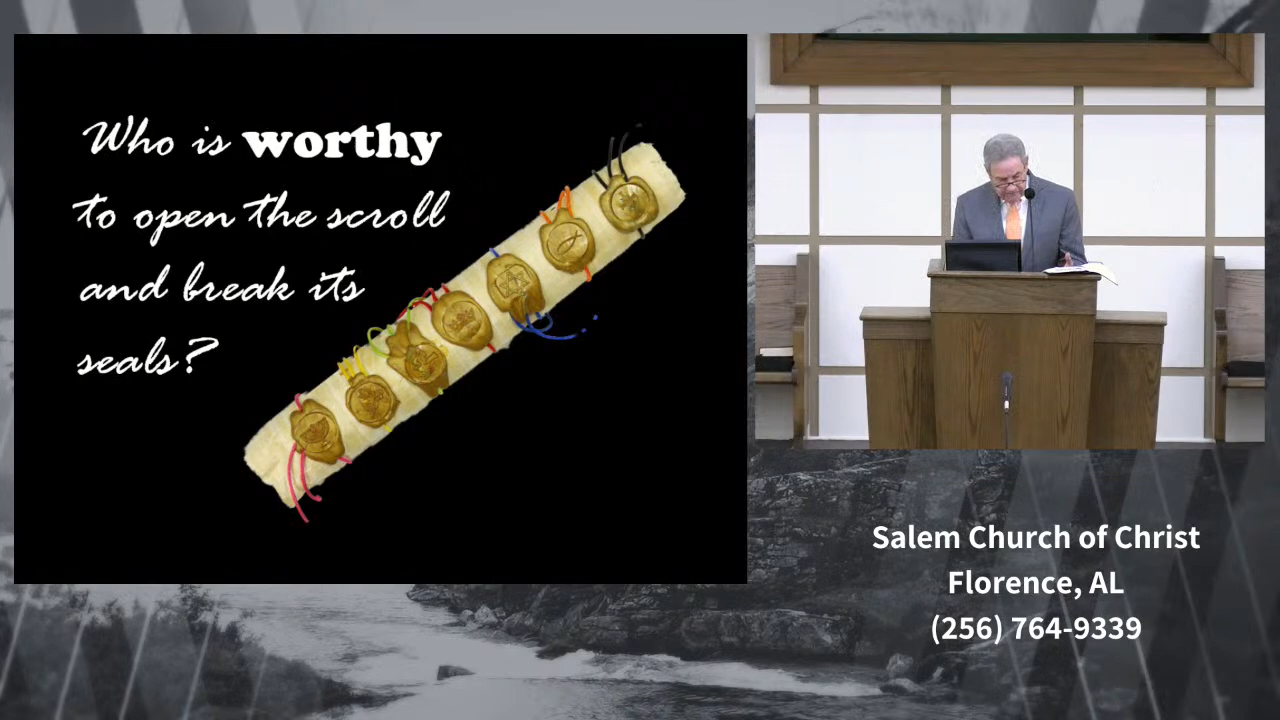 Who is worthy
to open the scroll
and break its
seals?
Salem Church of Christ
Florence, AL
(256) 764-9339